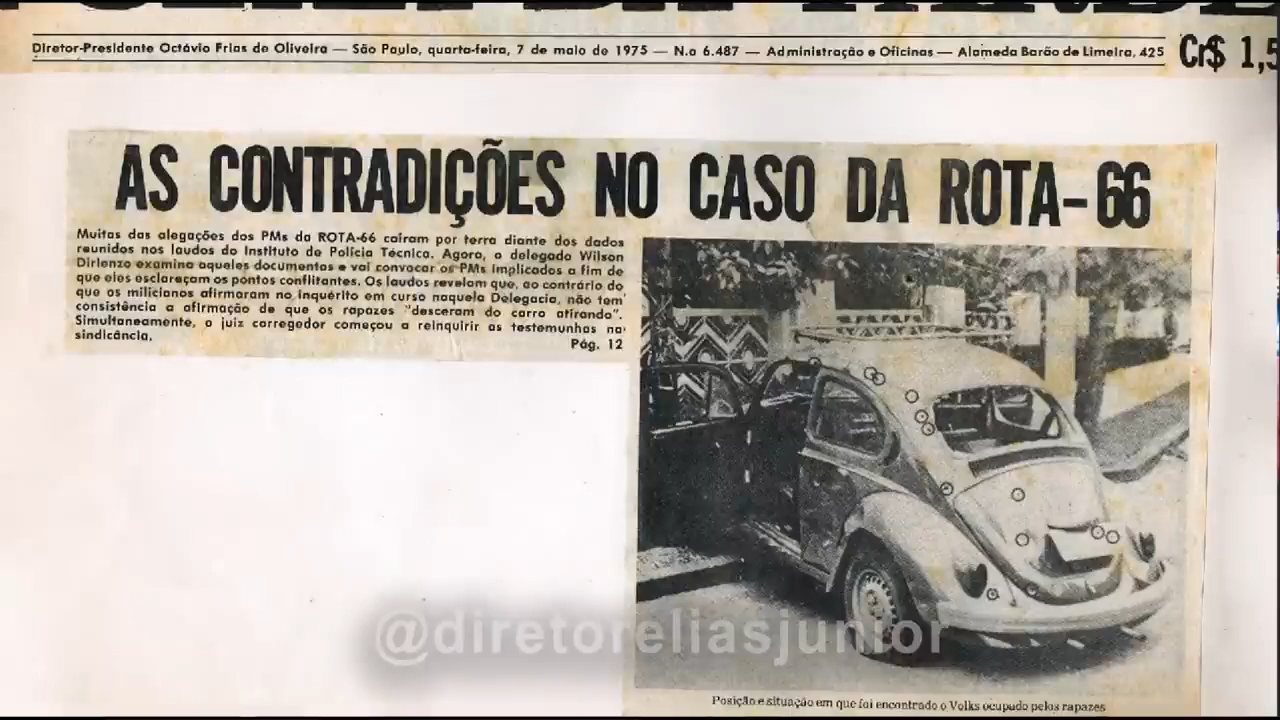 Diretor-Presidente Octávio Frias de Oliveira — São Paulo, quarta-feira, 7 de maio de 1975 — N.o 6.487 — Administração e Oficinas — Alameda Barão de Limeira, 425
Cr$ 1,5
AS CONTRADIÇÕES NO CASO DA ROTA-66
Muitas das alegações dos PMs da ROTA-66 caíram por terra diante dos dados
reunidos nos laudos do Instituto de Polícia Técnica. Agora, o delegado Wilson
Dirienzo examina aqueles documentos e vai convocar os PMs implicados a fim de
que eles esclareçam os pontos conflitantes. Os laudos revelam que, ao contrário do
que os milicianos afirmaram no inquérito em curso naquela Delegacia, não tem
consistência a afirmação de que os rapazes "desceram do carro atirando".
Simultaneamente, o juiz corregedor começou a reinquirir as testemunhas na
sindicância.
Pág. 12
@diretoreliasjunior
Posição e situação em que foi encontrado o Volks ocupado pelos rapazes